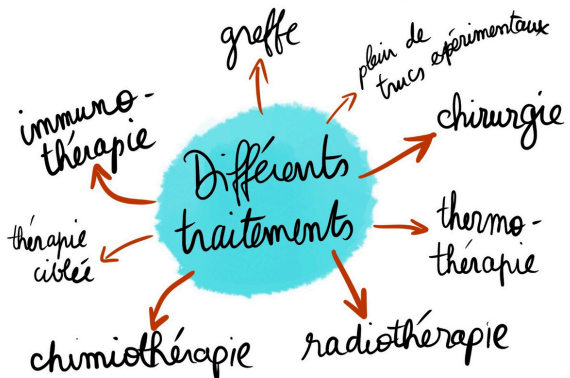 greffe
plein de
trucs expérimentaux
immuno-
thérapie
chirurgie
Différents
traitements
thermo-
thérapie
thérapie
ciblée
chimiothérapie
radiothérapie